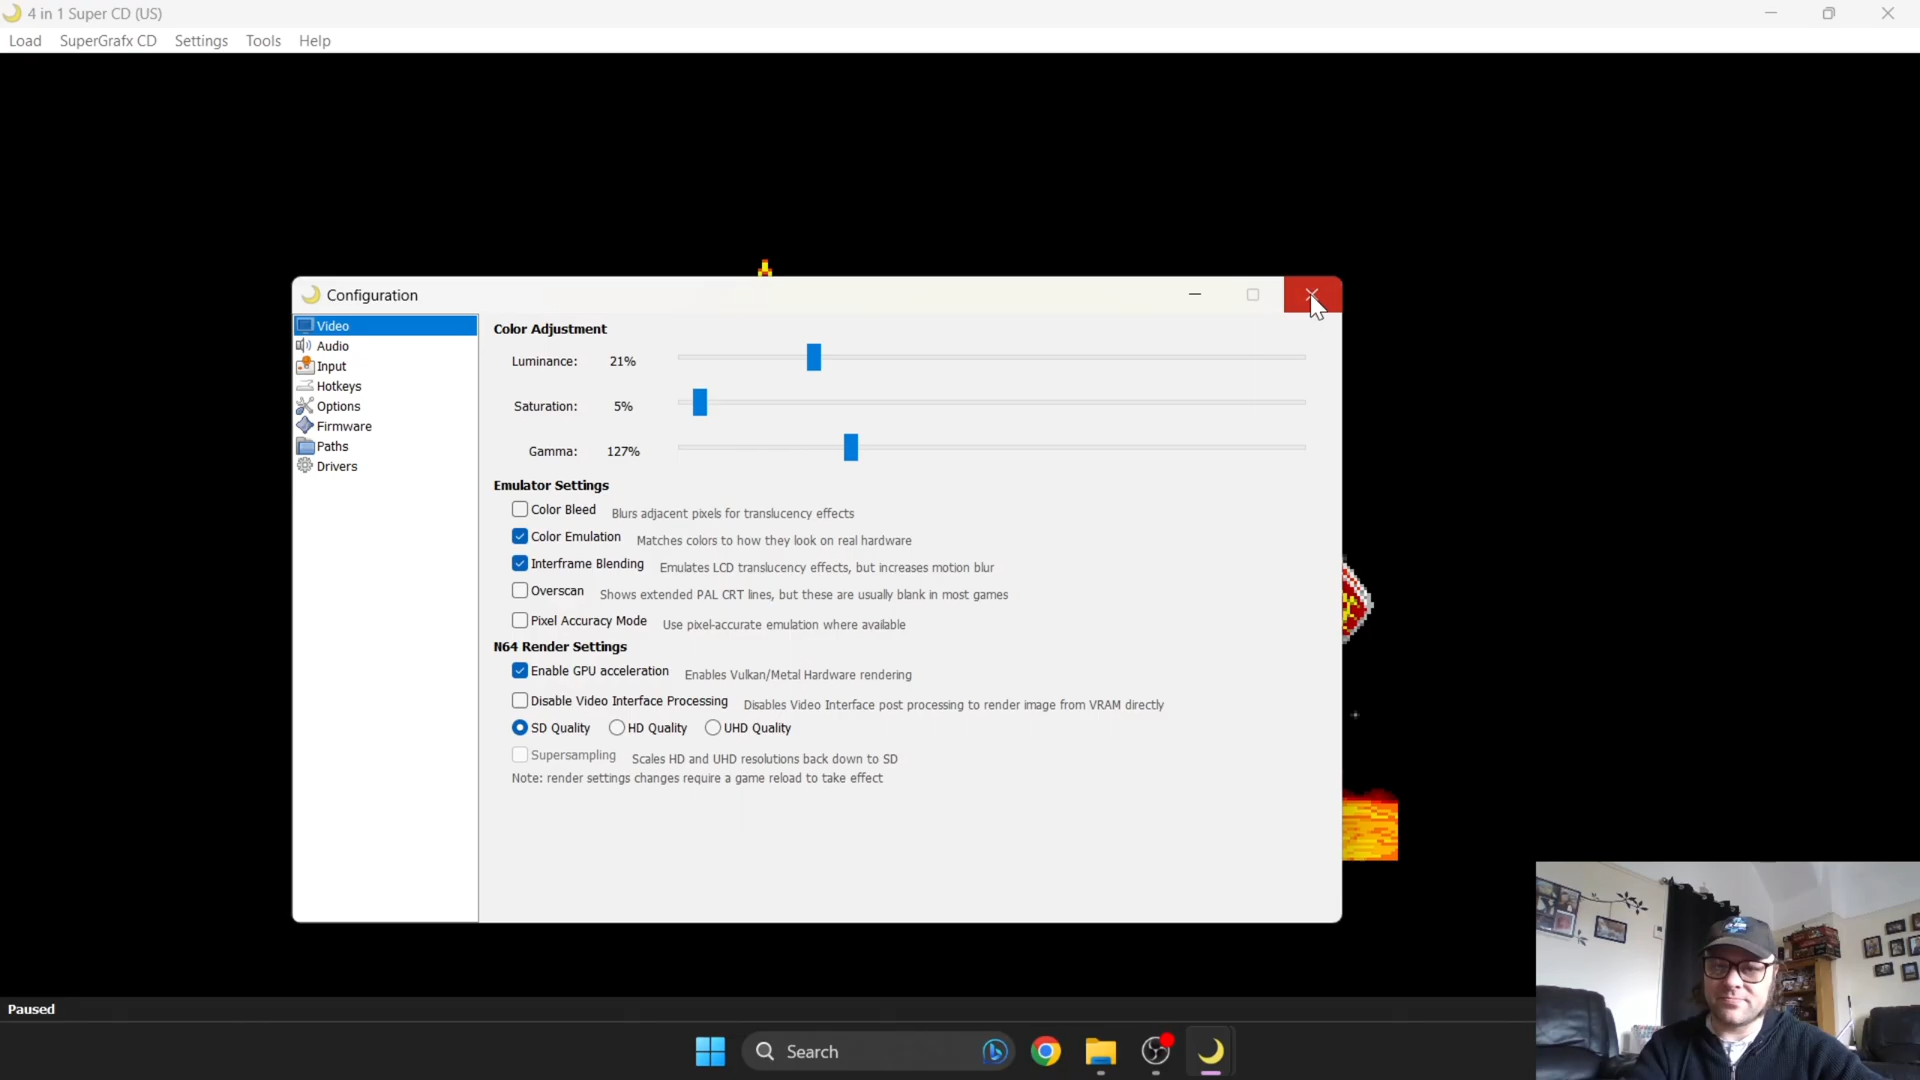 4 in 1 Super CD (US)
Load SuperGrafx CD Settings Tools Help
Configuration
Video
Audio
Input
Hotkeys
Options
Firmware
Paths
Drivers
Color Adjustment
Luminance: 21%
Saturation: 5%
Gamma: 127%
Emulator Settings
Color Bleed Blurs adjacent pixels for translucency effects
Color Emulation Matches colors to how they look on real hardware
Interframe Blending Emulates LCD translucency effects, but increases motion blur
Overscan Shows extended PAL CRT lines, but these are usually blank in most games
Pixel Accuracy Mode Use pixel-accurate emulation where available
N64 Render Settings
Enable GPU acceleration Enables Vulkan/Metal Hardware rendering
Disable Video Interface Processing Disables Video Interface post processing to render image from VRAM directly
SD Quality HD Quality UHD Quality
Supersampling Scales HD and UHD resolutions back down to SD
Note: render settings changes require a game reload to take effect
Paused
Search